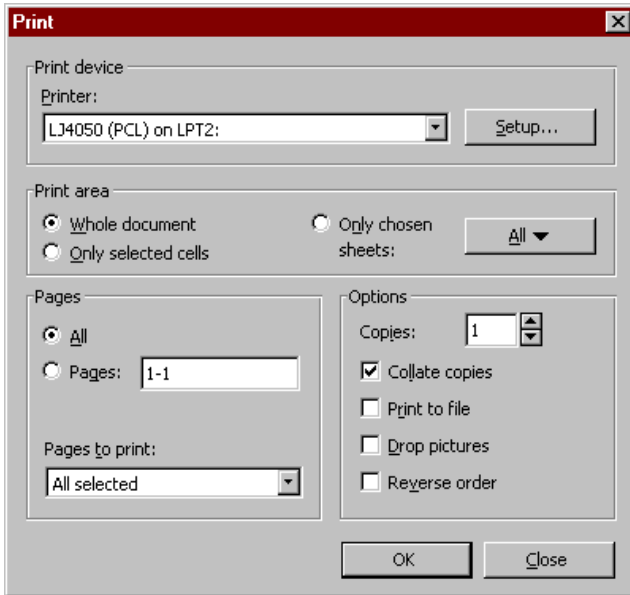 Print
Print device
Printer:
LJ4050 (PCL) on LPT2:
Setup...
Print area
Whole document
Only selected cells
Only chosen
sheets:
All
Pages
All
Pages: 1-1
Pages to print:
All selected
Options
Copies: 1
Collate copies
Print to file
Drop pictures
Reverse order
OK
Close